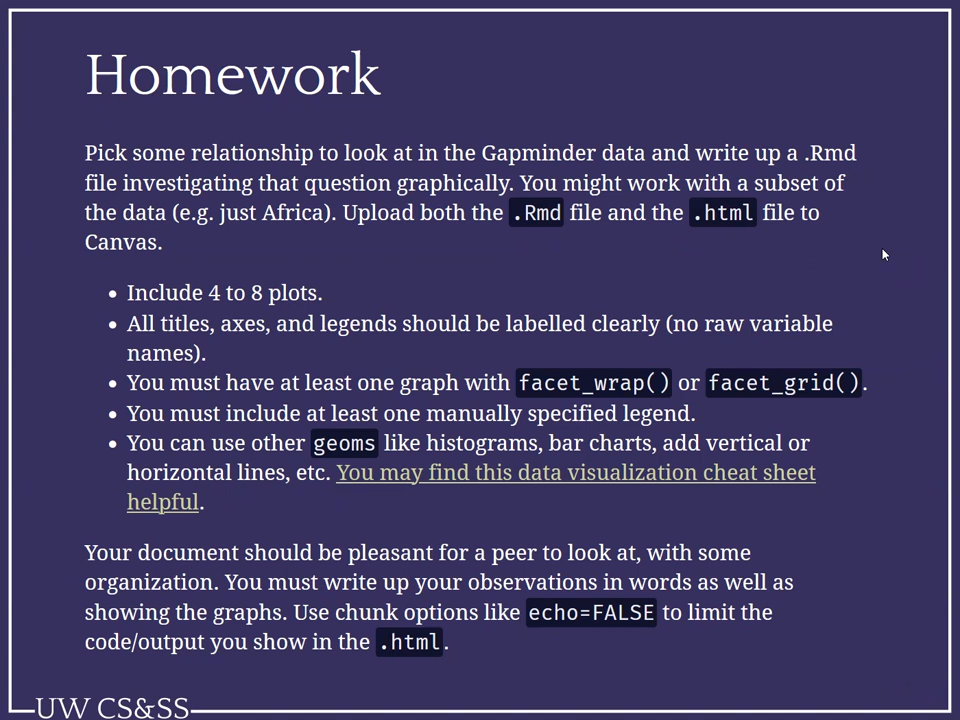 Homework
Pick some relationship to look at in the Gapminder data and write up a .Rmd
file investigating that question graphically. You might work with a subset of
the data (e.g. just Africa). Upload both the .Rmd file and the .html file to
Canvas.
• Include 4 to 8 plots.
• All titles, axes, and legends should be labelled clearly (no raw variable
names).
• You must have at least one graph with facet_wrap() or facet_grid().
• You must include at least one manually specified legend.
• You can use other geoms like histograms, bar charts, add vertical or
horizontal lines, etc. You may find this data visualization cheat sheet
helpful.
Your document should be pleasant for a peer to look at, with some
organization. You must write up your observations in words as well as
showing the graphs. Use chunk options like echo=FALSE to limit the
code/output you show in the .html.
UW CS&SS